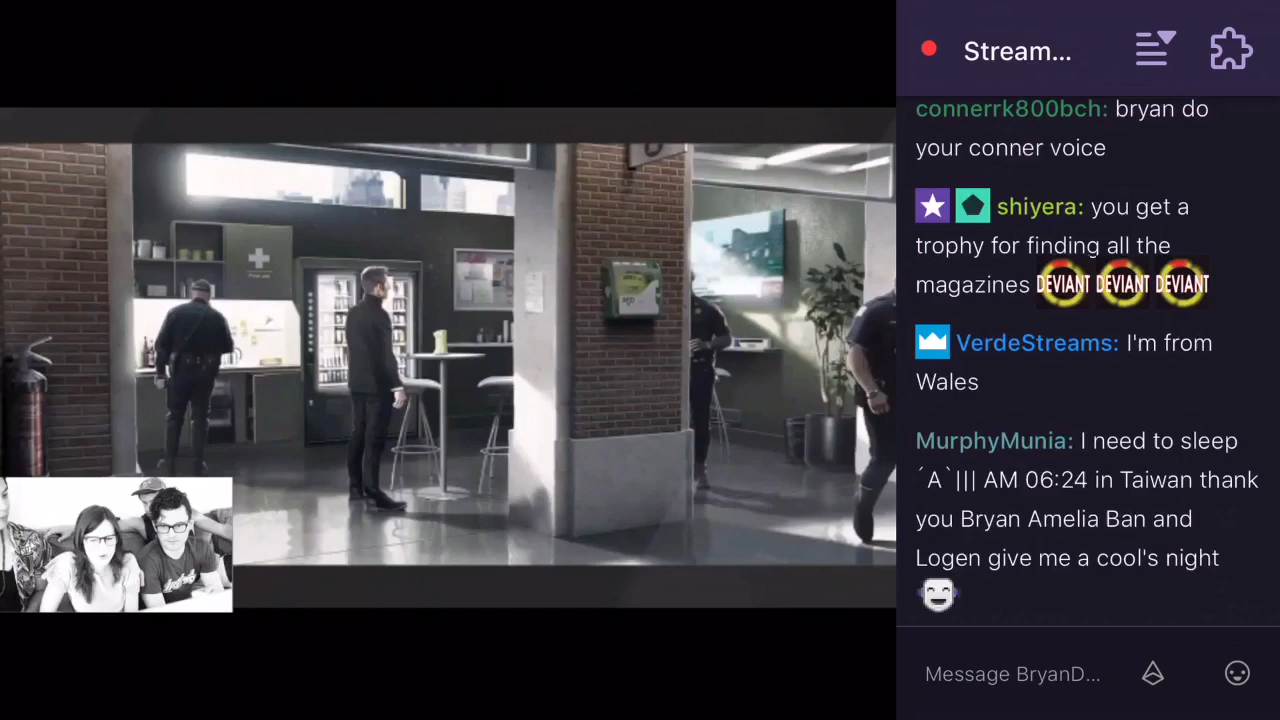 Stream...
connerrk800bch: bryan do
your conner voice
shiyera: you get a
trophy for finding all the
magazines DEVIANT DEVIANT DEVIANT
VerdeStreams: I'm from
Wales
MurphyMunia: I need to sleep
´A`||| AM 06:24 in Taiwan thank
you Bryan Amelia Ban and
Logen give me a cool's night
Message BryanD...